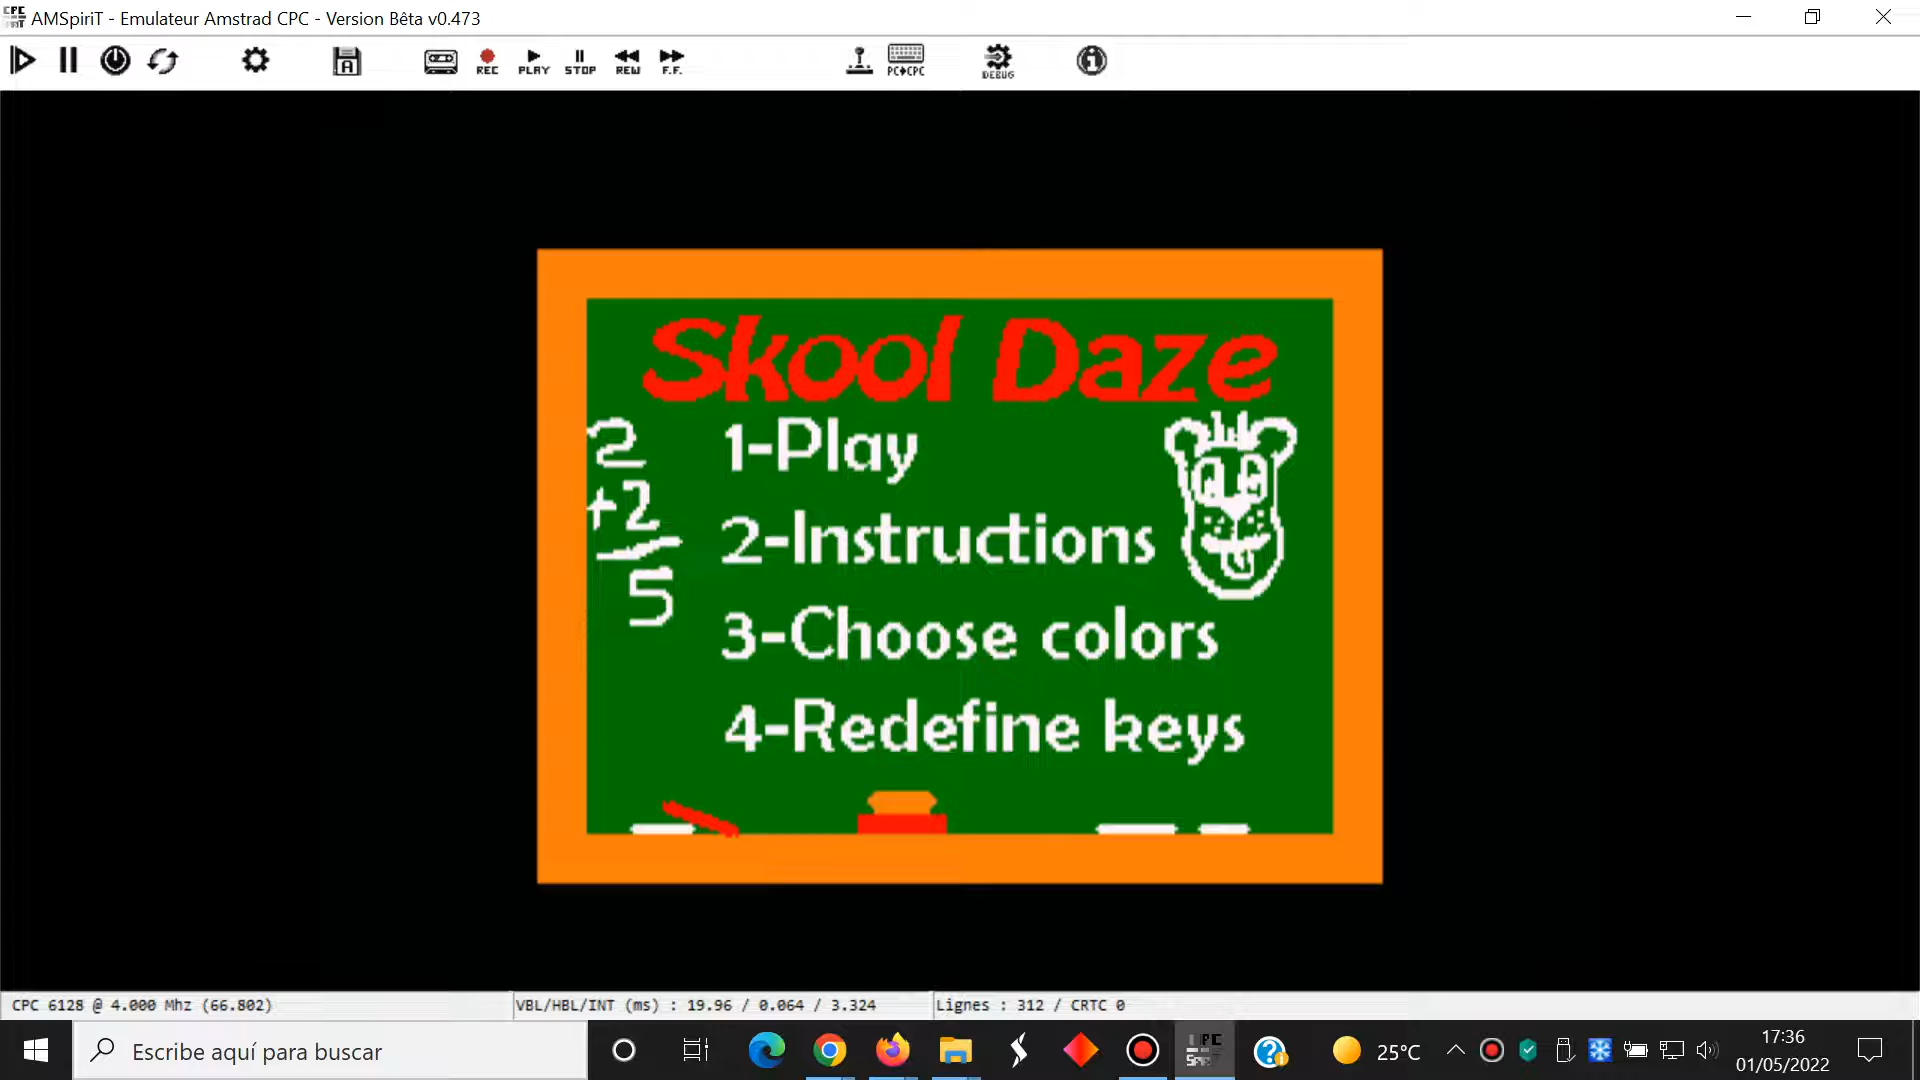 AMSpiriT - Emulateur Amstrad CPC - Version Bêta v0.473
REC PLAY STOP REW F.F. PC→CPC DEBUG
Skool Daze
1-Play
2-Instructions
3-Choose colors
4-Redefine keys
2
+2
5
CPC 6128 @ 4.000 Mhz (66.802) VBL/HBL/INT (ms) : 19.96 / 0.064 / 3.324 Lignes : 312 / CRTC 0
Escribe aquí para buscar
25°C
17:36
01/05/2022